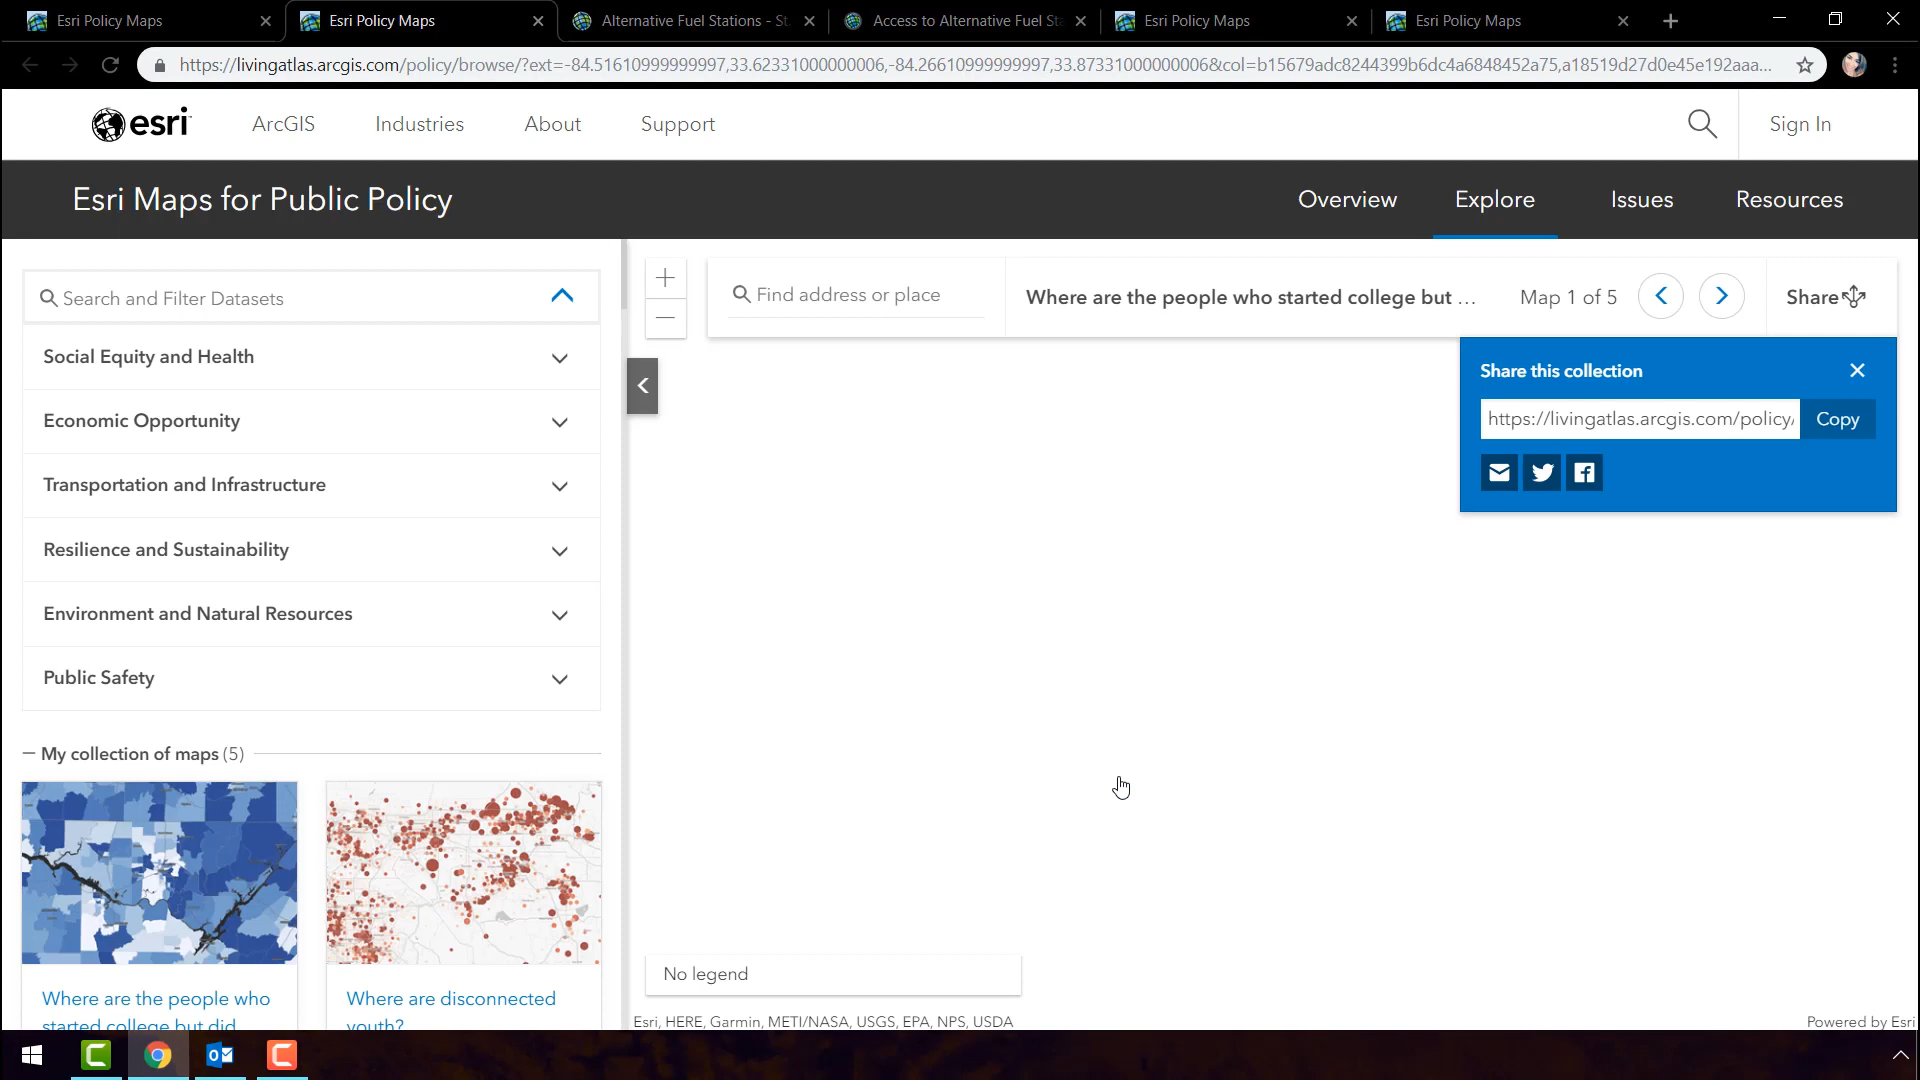 Esri Policy Maps
Esri Policy Maps
Alternative Fuel Stations - St
Access to Alternative Fuel Sta
Esri Policy Maps
Esri Policy Maps
https://livingatlas.arcgis.com/policy/browse/?ext=-84.51610999999997,33.62331000000006,-84.26610999999997,33.87331000000006&col=b15679adc8244399b6dc4a6848452a75,a18519d27d0e45e192aaa...
esri
ArcGIS
Industries
About
Support
Sign In
Esri Maps for Public Policy
Overview
Explore
Issues
Resources
Search and Filter Datasets
Find address or place
Where are the people who started college but ...
Map 1 of 5
Share
Share this collection
https://livingatlas.arcgis.com/policy/
Copy
Social Equity and Health
Economic Opportunity
Transportation and Infrastructure
Resilience and Sustainability
Environment and Natural Resources
Public Safety
My collection of maps (5)
Where are the people who
started college but did
Where are disconnected
youth?
No legend
Esri, HERE, Garmin, METI/NASA, USGS, EPA, NPS, USDA
Powered by Esri